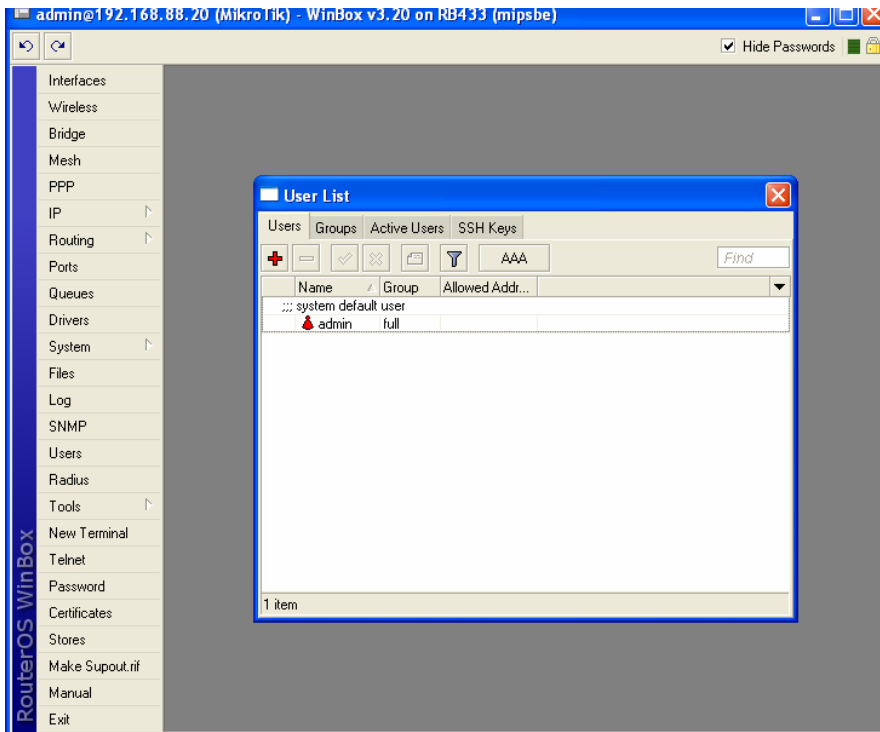 admin@192.168.88.20 (MikroTik) - WinBox v3.20 on RB433 (mipsbe)
Hide Passwords
Interfaces
Wireless
Bridge
Mesh
PPP
IP
Routing
Ports
Queues
Drivers
System
Files
Log
SNMP
Users
Radius
Tools
New Terminal
Telnet
Password
Certificates
Stores
Make Supout.rif
Manual
Exit
RouterOS WinBox
User List
Users Groups Active Users SSH Keys
AAA Find
Name Group Allowed Addr...
;;; system default user
admin full
1 item